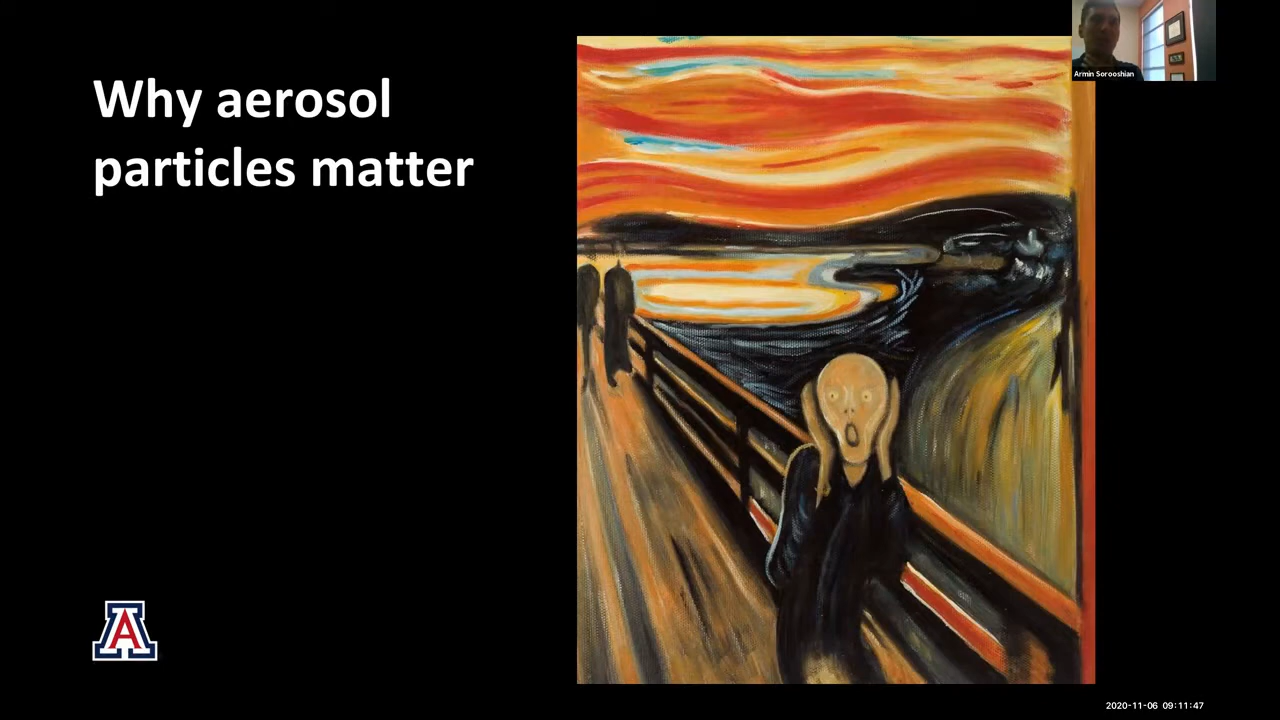 Why aerosol
particles matter
Armin Sorooshian
A
2020-11-06 09:11:47